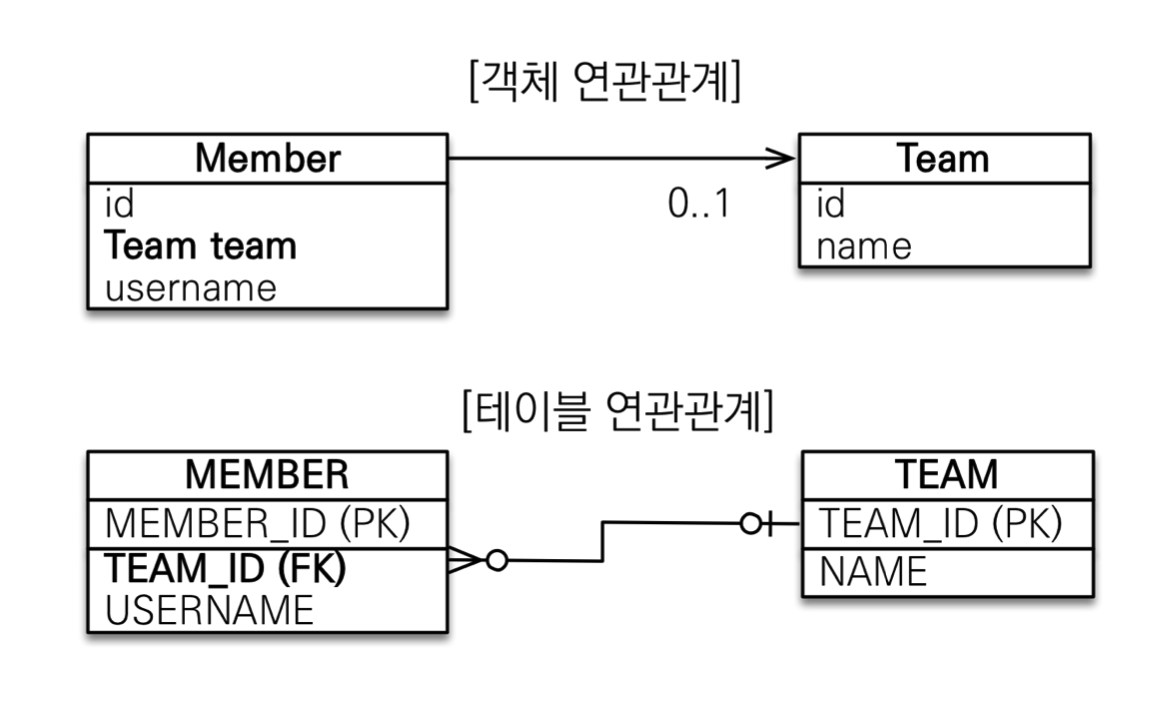 [객체 연관관계]
Member
id
Team team
username
0..1
Team
id
name
[테이블 연관관계]
MEMBER
MEMBER_ID (PK)
TEAM_ID (FK)
USERNAME
TEAM
TEAM_ID (PK)
NAME